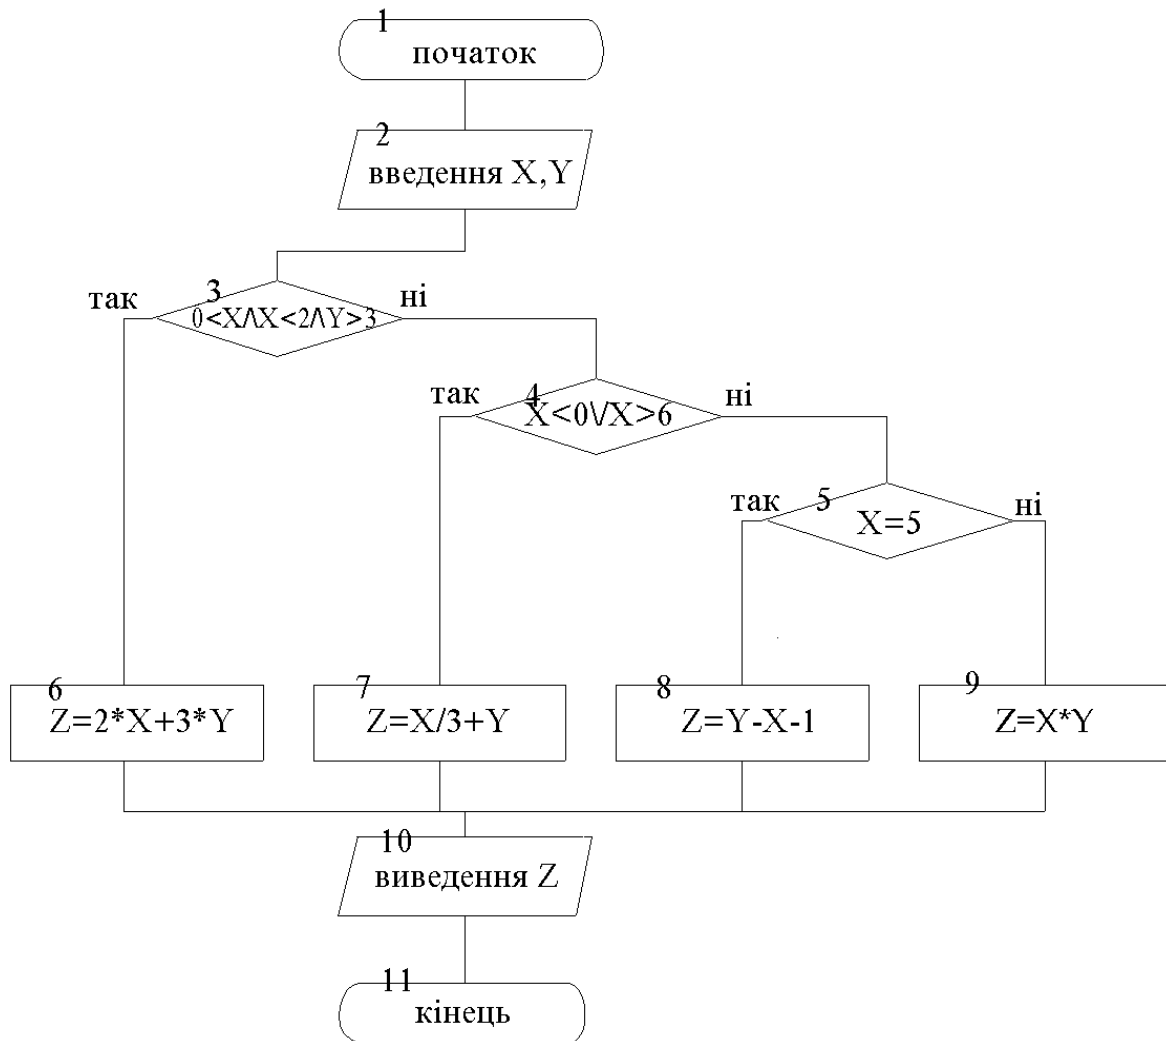 1
початок
2
введення X,Y
так
3
ні
0<X/\X<2/\Y>3
так
4
ні
X<0\/X>6
так
5
ні
X=5
6
Z=2*X+3*Y
7
Z=X/3+Y
8
Z=Y-X-1
9
Z=X*Y
10
виведення Z
11
кінець